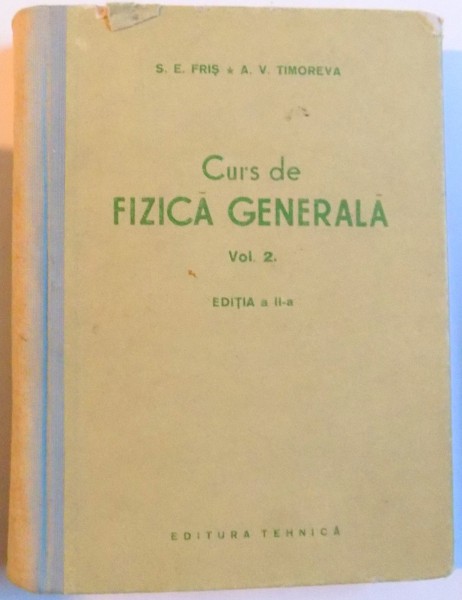 S. E. FRIŞ ★ A. V. TIMOREVA
Curs de
FIZICĂ GENERALĂ
Vol. 2.
EDIŢIA a II-a
EDITURA TEHNICĂ